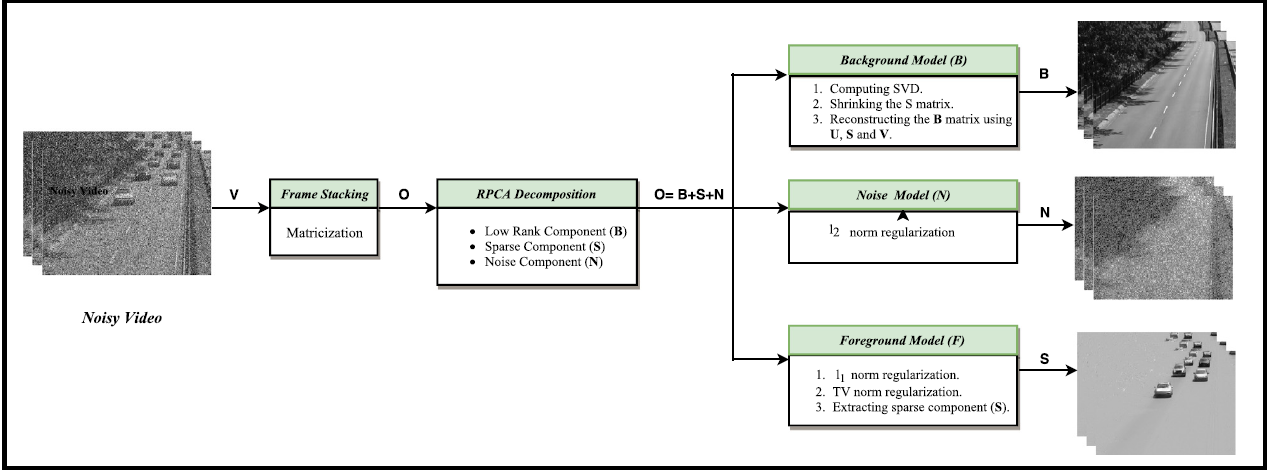 Noisy Video
Noisy Video
V
Frame Stacking
Matricization
O
RPCA Decomposition
• Low Rank Component (B)
• Sparse Component (S)
• Noise Component (N)
O= B+S+N
Background Model (B)
1. Computing SVD.
2. Shrinking the S matrix.
3. Reconstructing the B matrix using
U, S and V.
B
Noise Model (N)
l2 norm regularization
N
Foreground Model (F)
1. l1 norm regularization.
2. TV norm regularization.
3. Extracting sparse component (S).
S